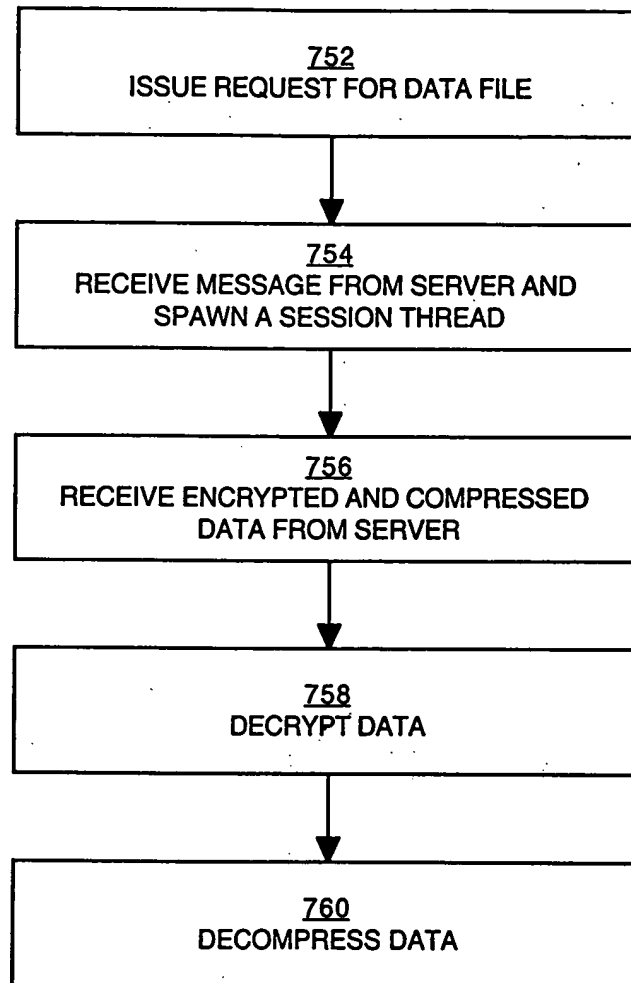 752
ISSUE REQUEST FOR DATA FILE
754
RECEIVE MESSAGE FROM SERVER AND
SPAWN A SESSION THREAD
756
RECEIVE ENCRYPTED AND COMPRESSED
DATA FROM SERVER
758
DECRYPT DATA
760
DECOMPRESS DATA